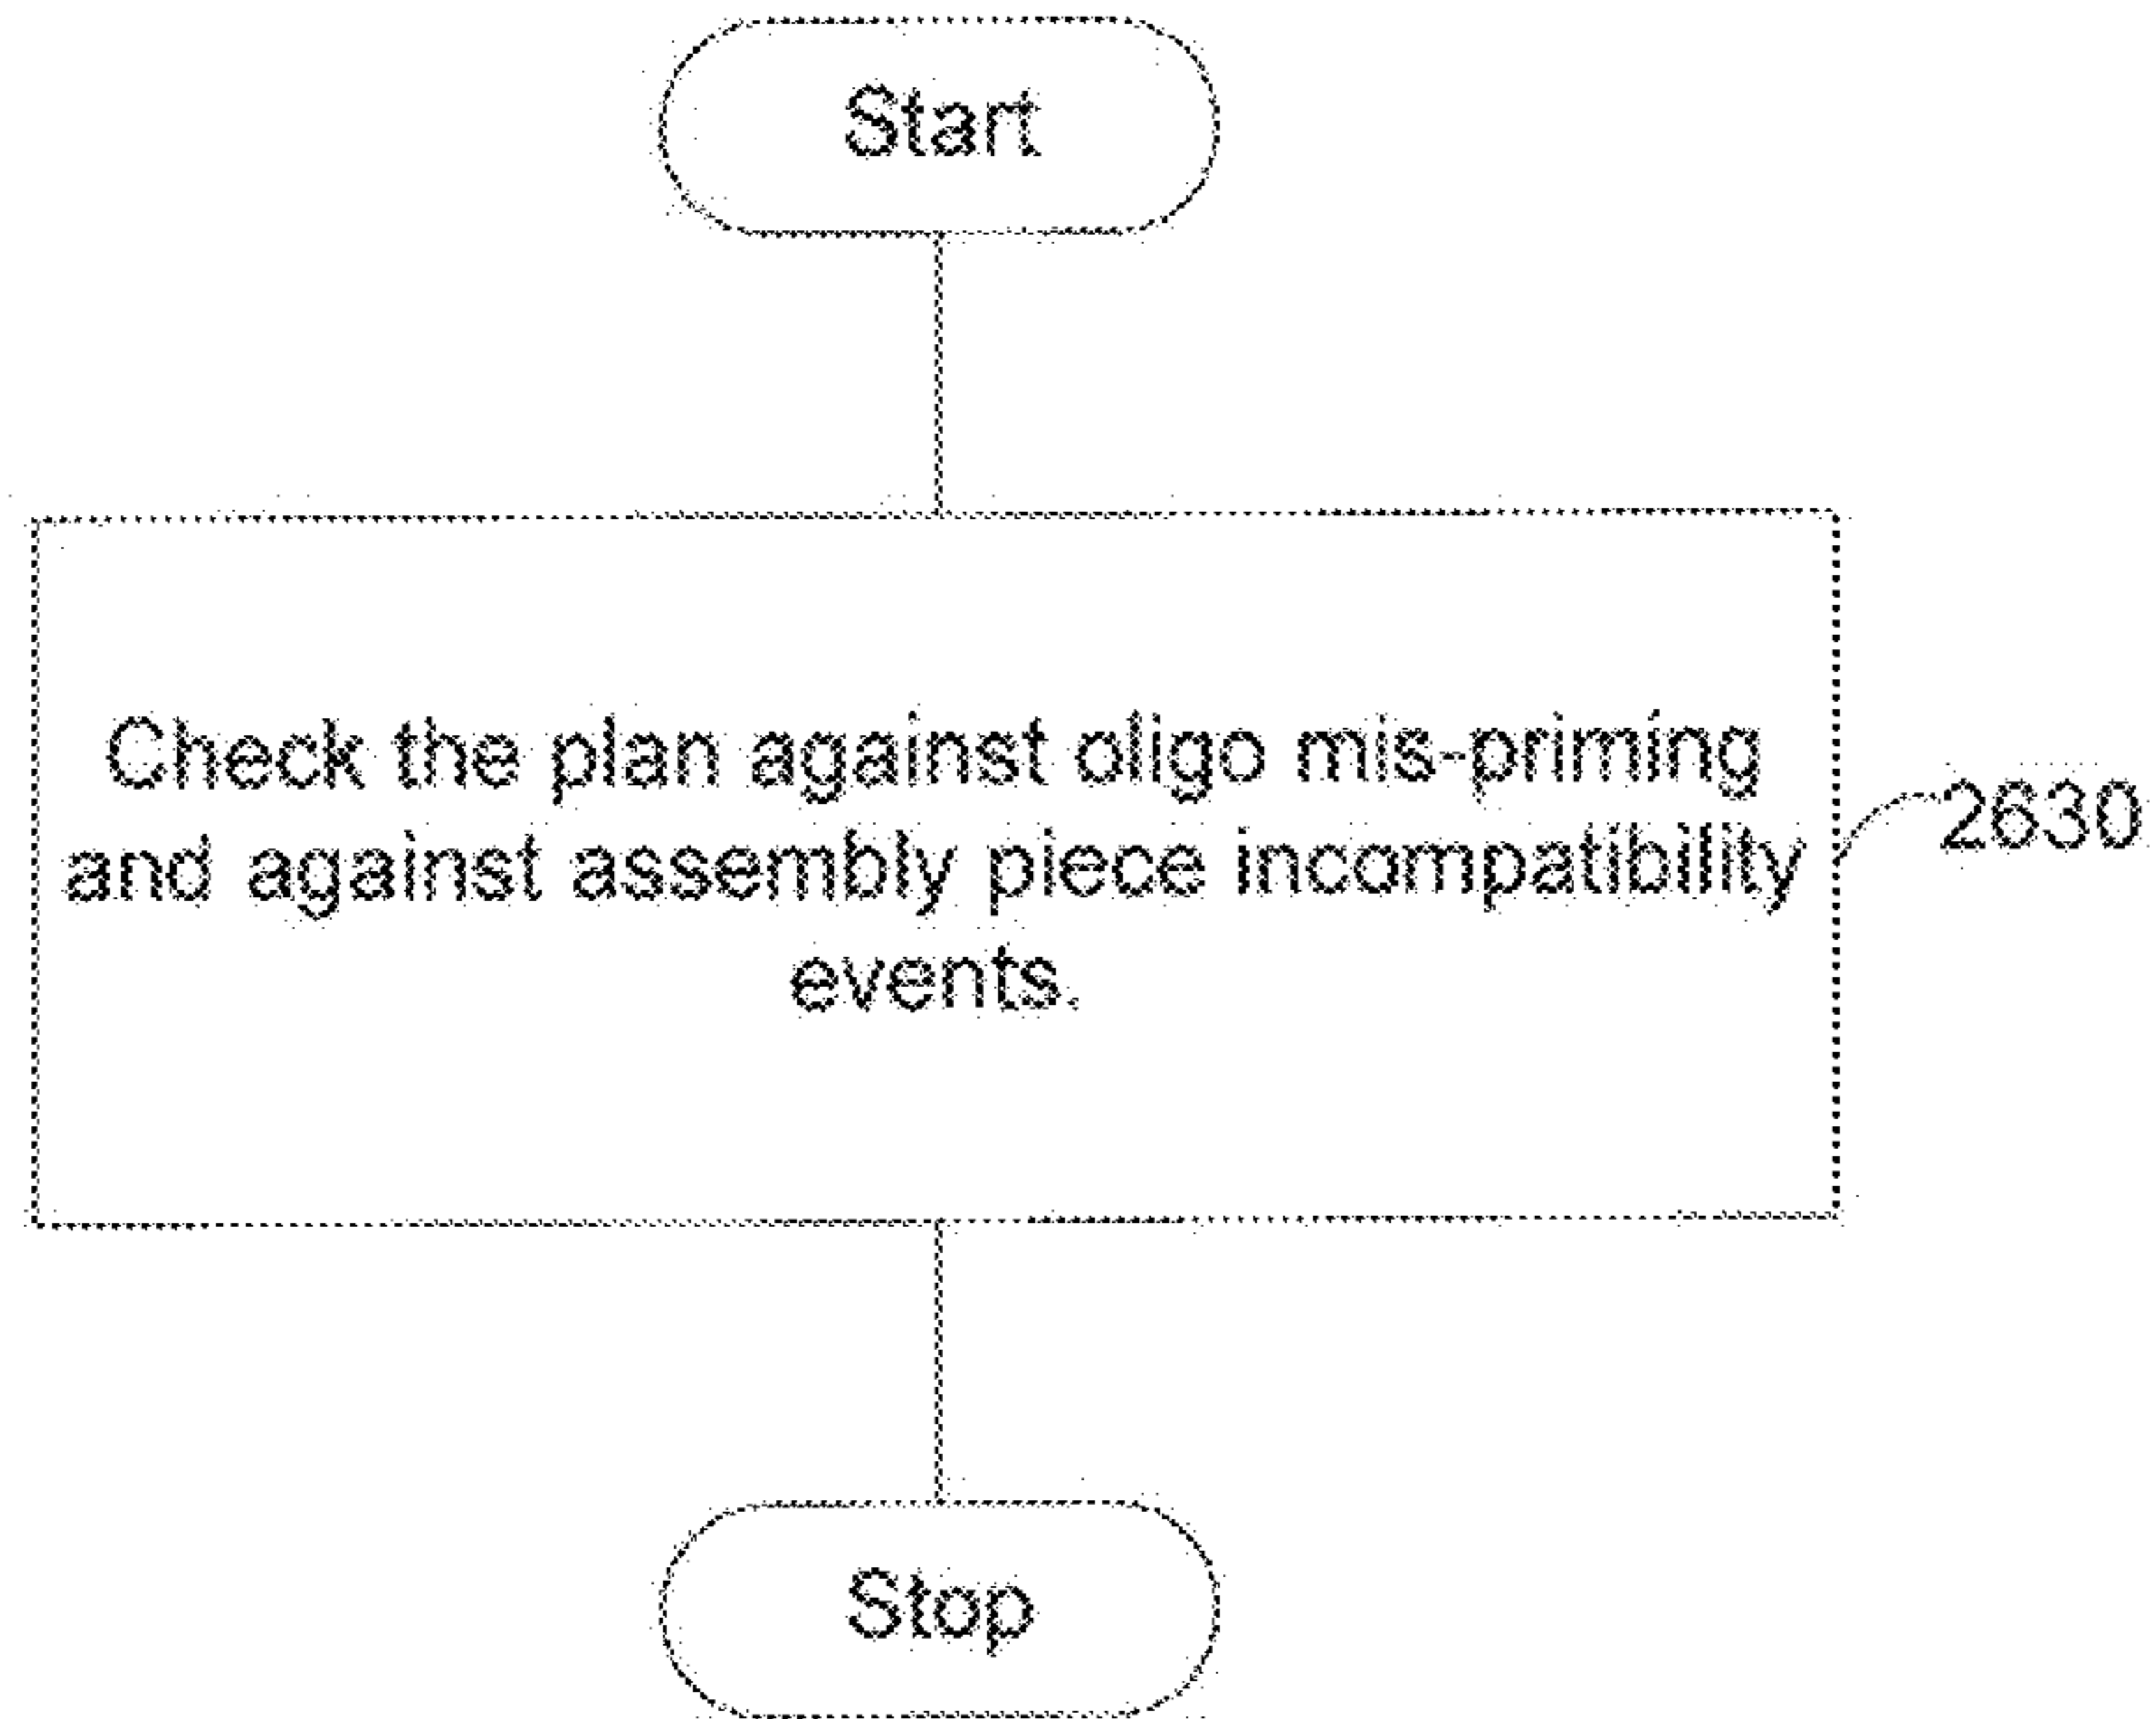 Start
Check the plan against oligo mis-priming
and against assembly piece incompatibility
events.
2630
Stop